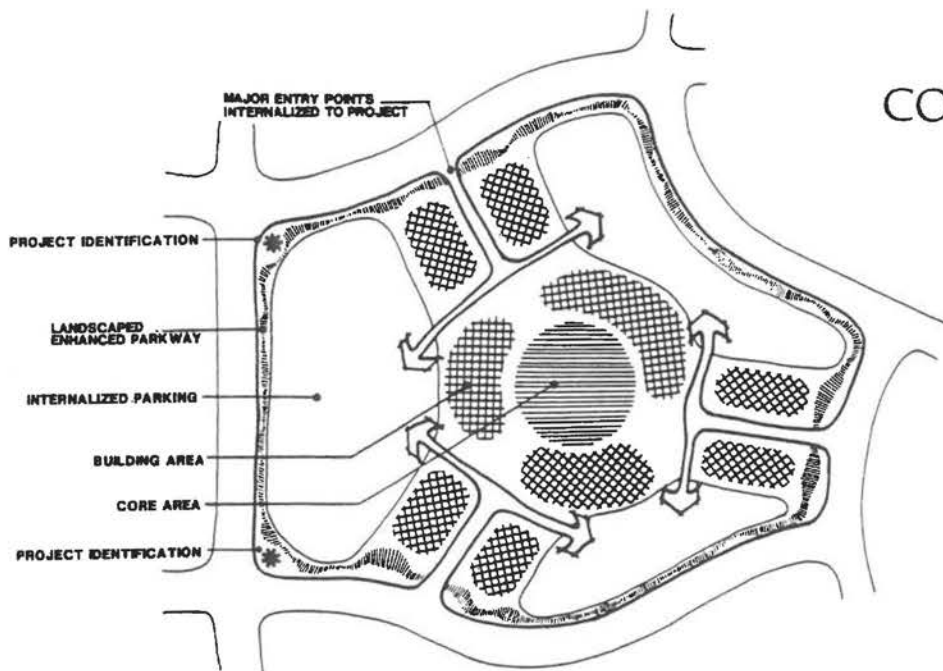 MAJOR ENTRY POINTS
INTERNALIZED TO PROJECT
CO
PROJECT IDENTIFICATION
LANDSCAPED
ENHANCED PARKWAY
INTERNALIZED PARKING
BUILDING AREA
CORE AREA
PROJECT IDENTIFICATION